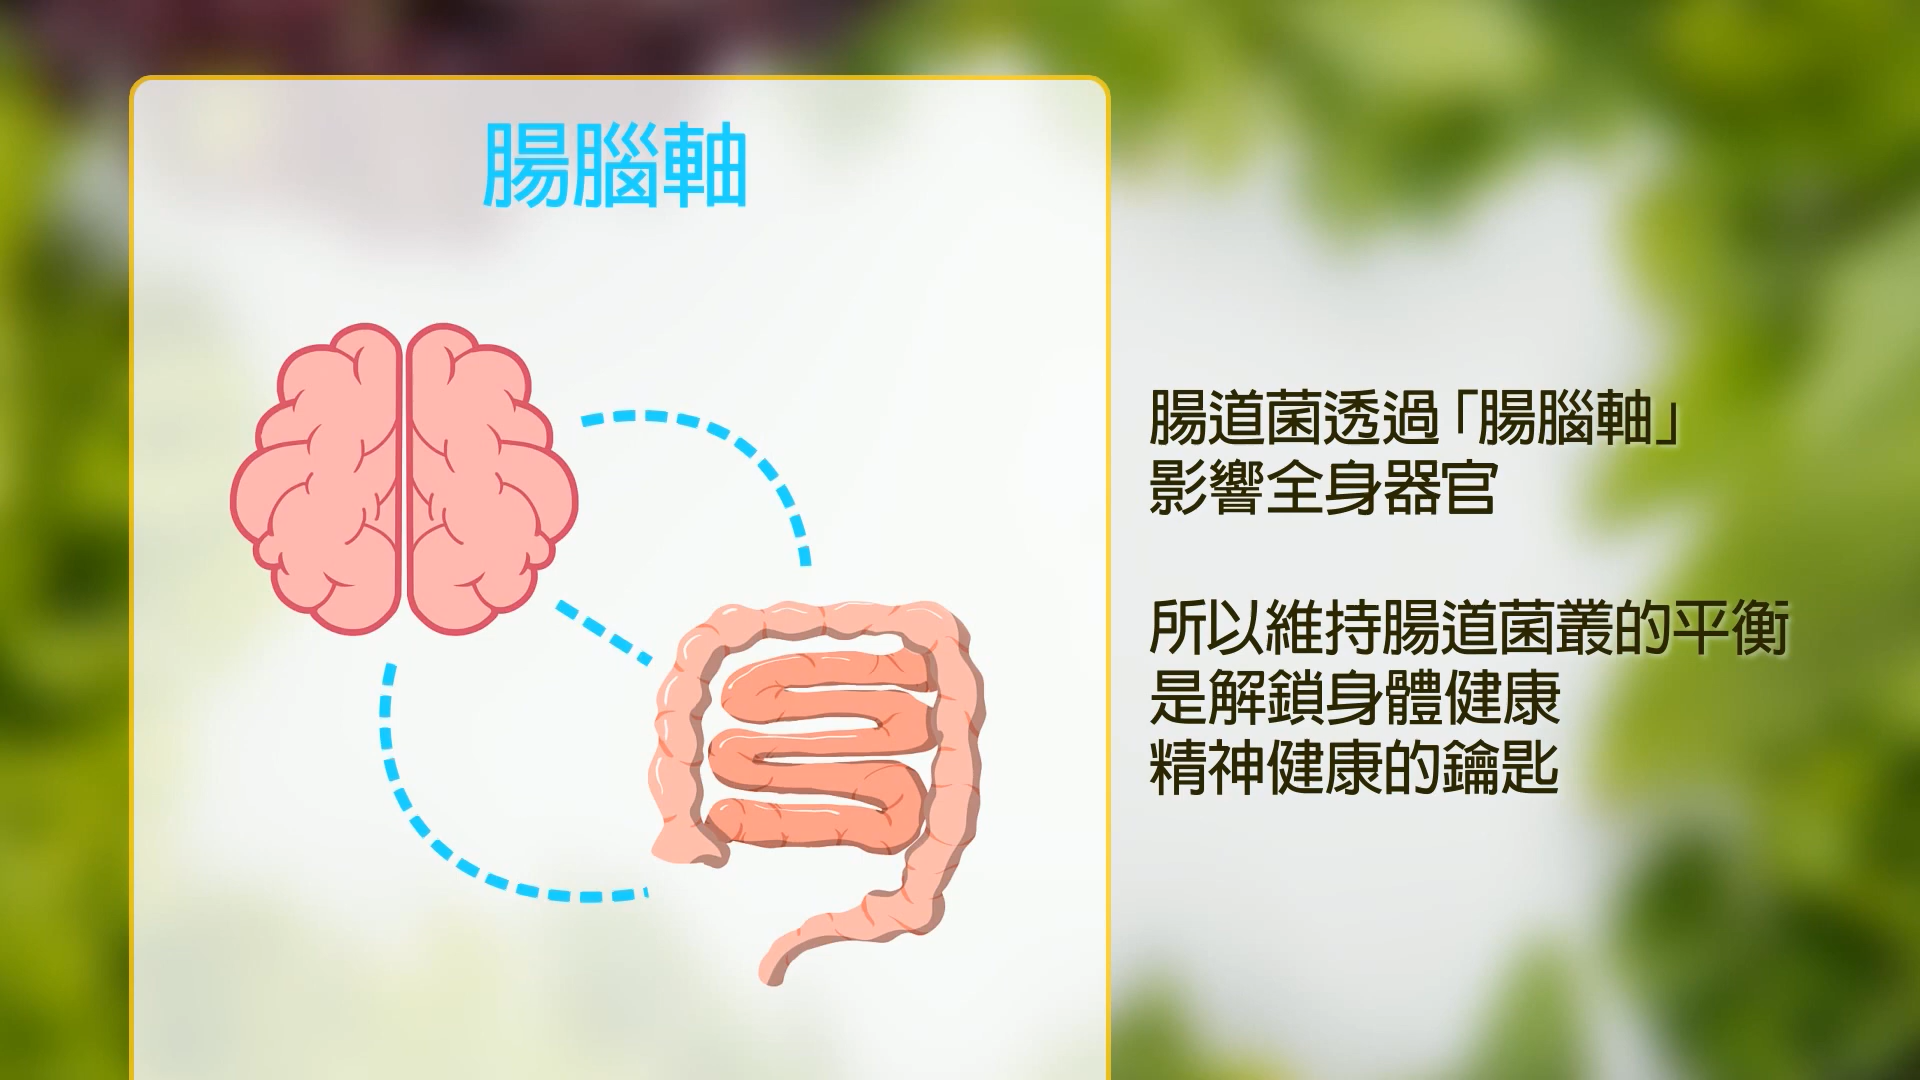 腸腦軸
腸道菌透過「腸腦軸」
影響全身器官
所以維持腸道菌叢的平衡
是解鎖身體健康
精神健康的鑰匙